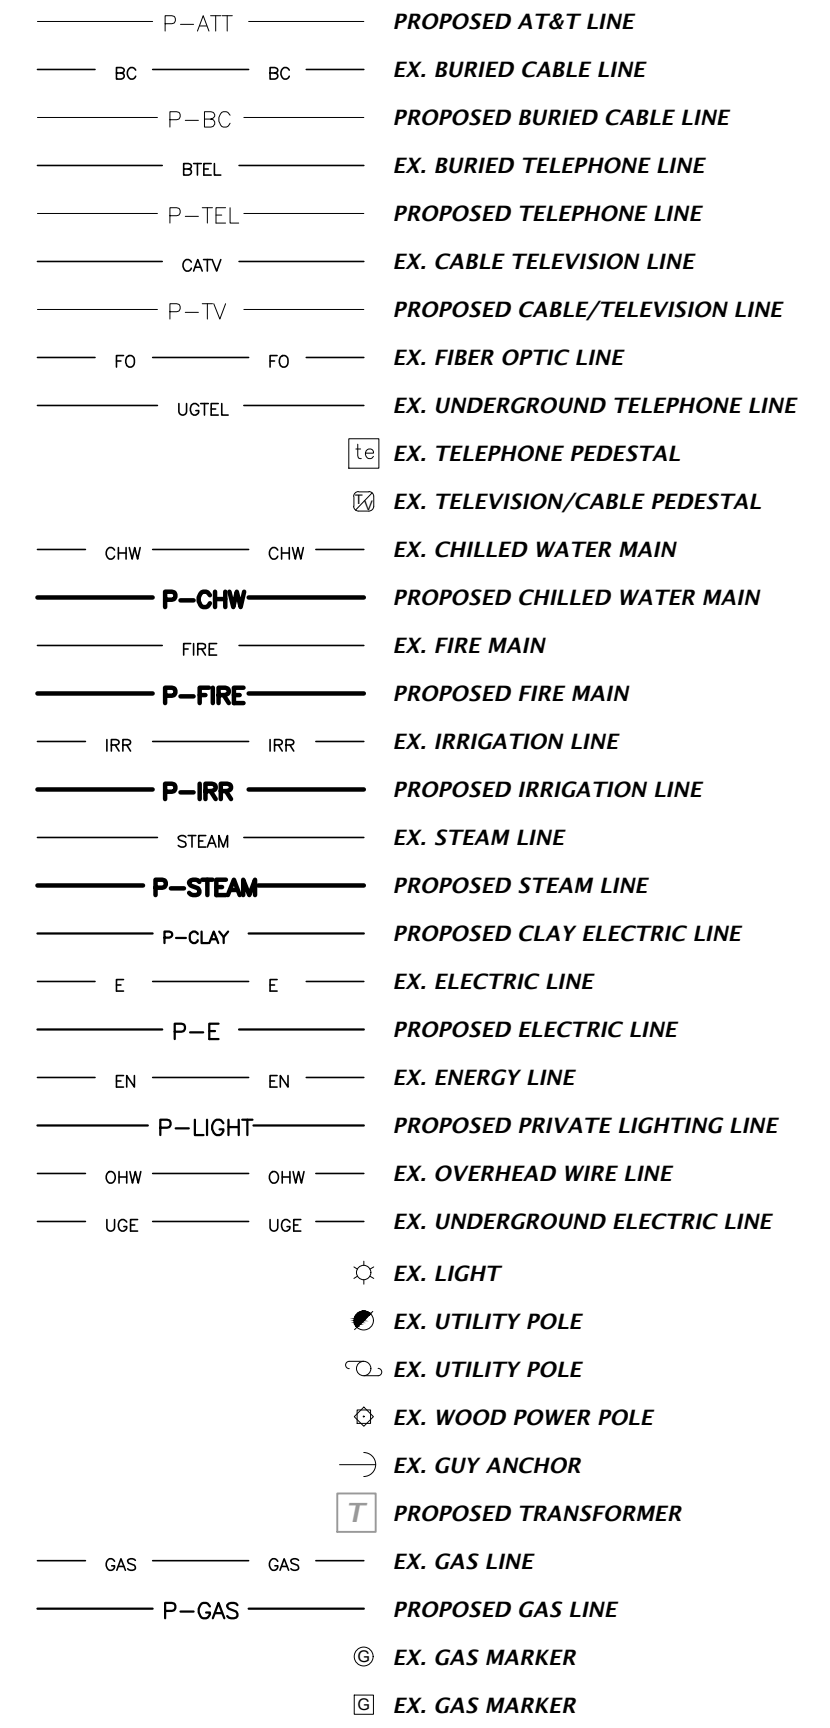 P-ATT PROPOSED AT&T LINE
BC BC EX. BURIED CABLE LINE
P-BC PROPOSED BURIED CABLE LINE
BTEL EX. BURIED TELEPHONE LINE
P-TEL PROPOSED TELEPHONE LINE
CATV EX. CABLE TELEVISION LINE
P-TV PROPOSED CABLE/TELEVISION LINE
FO FO EX. FIBER OPTIC LINE
UGTEL EX. UNDERGROUND TELEPHONE LINE
te EX. TELEPHONE PEDESTAL
TV EX. TELEVISION/CABLE PEDESTAL
CHW CHW EX. CHILLED WATER MAIN
P-CHW PROPOSED CHILLED WATER MAIN
FIRE EX. FIRE MAIN
P-FIRE PROPOSED FIRE MAIN
IRR IRR EX. IRRIGATION LINE
P-IRR PROPOSED IRRIGATION LINE
STEAM EX. STEAM LINE
P-STEAM PROPOSED STEAM LINE
P-CLAY PROPOSED CLAY ELECTRIC LINE
E E EX. ELECTRIC LINE
P-E PROPOSED ELECTRIC LINE
EN EN EX. ENERGY LINE
P-LIGHT PROPOSED PRIVATE LIGHTING LINE
OHW OHW EX. OVERHEAD WIRE LINE
UGE UGE EX. UNDERGROUND ELECTRIC LINE
EX. LIGHT
EX. UTILITY POLE
EX. UTILITY POLE
EX. WOOD POWER POLE
EX. GUY ANCHOR
T PROPOSED TRANSFORMER
GAS GAS EX. GAS LINE
P-GAS PROPOSED GAS LINE
G EX. GAS MARKER
G EX. GAS MARKER